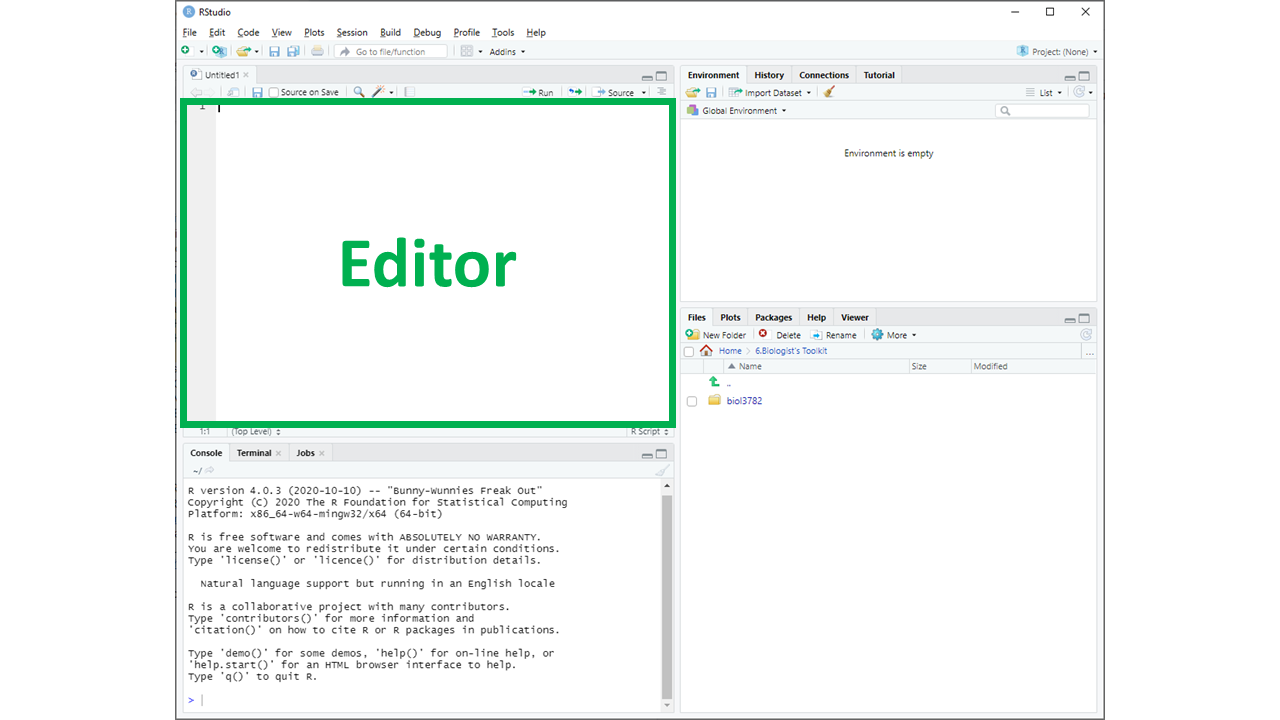 RStudio
File Edit Code View Plots Session Build Debug Profile Tools Help
Go to file/function Addins Project: (None)
Untitled1
Source on Save Run Source
1
Editor
1:1 (Top Level) R Script
Console Terminal Jobs
~/
R version 4.0.3 (2020-10-10) -- "Bunny-Wunnies Freak Out"
Copyright (C) 2020 The R Foundation for Statistical Computing
Platform: x86_64-w64-mingw32/x64 (64-bit)
R is free software and comes with ABSOLUTELY NO WARRANTY.
You are welcome to redistribute it under certain conditions.
Type 'license()' or 'licence()' for distribution details.
Natural language support but running in an English locale
R is a collaborative project with many contributors.
Type 'contributors()' for more information and
'citation()' on how to cite R or R packages in publications.
Type 'demo()' for some demos, 'help()' for on-line help, or
'help.start()' for an HTML browser interface to help.
Type 'q()' to quit R.
>
Environment History Connections Tutorial
Import Dataset List
Global Environment
Environment is empty
Files Plots Packages Help Viewer
New Folder Delete Rename More
Home 6.Biologist's Toolkit ...
Name Size Modified
..
biol3782